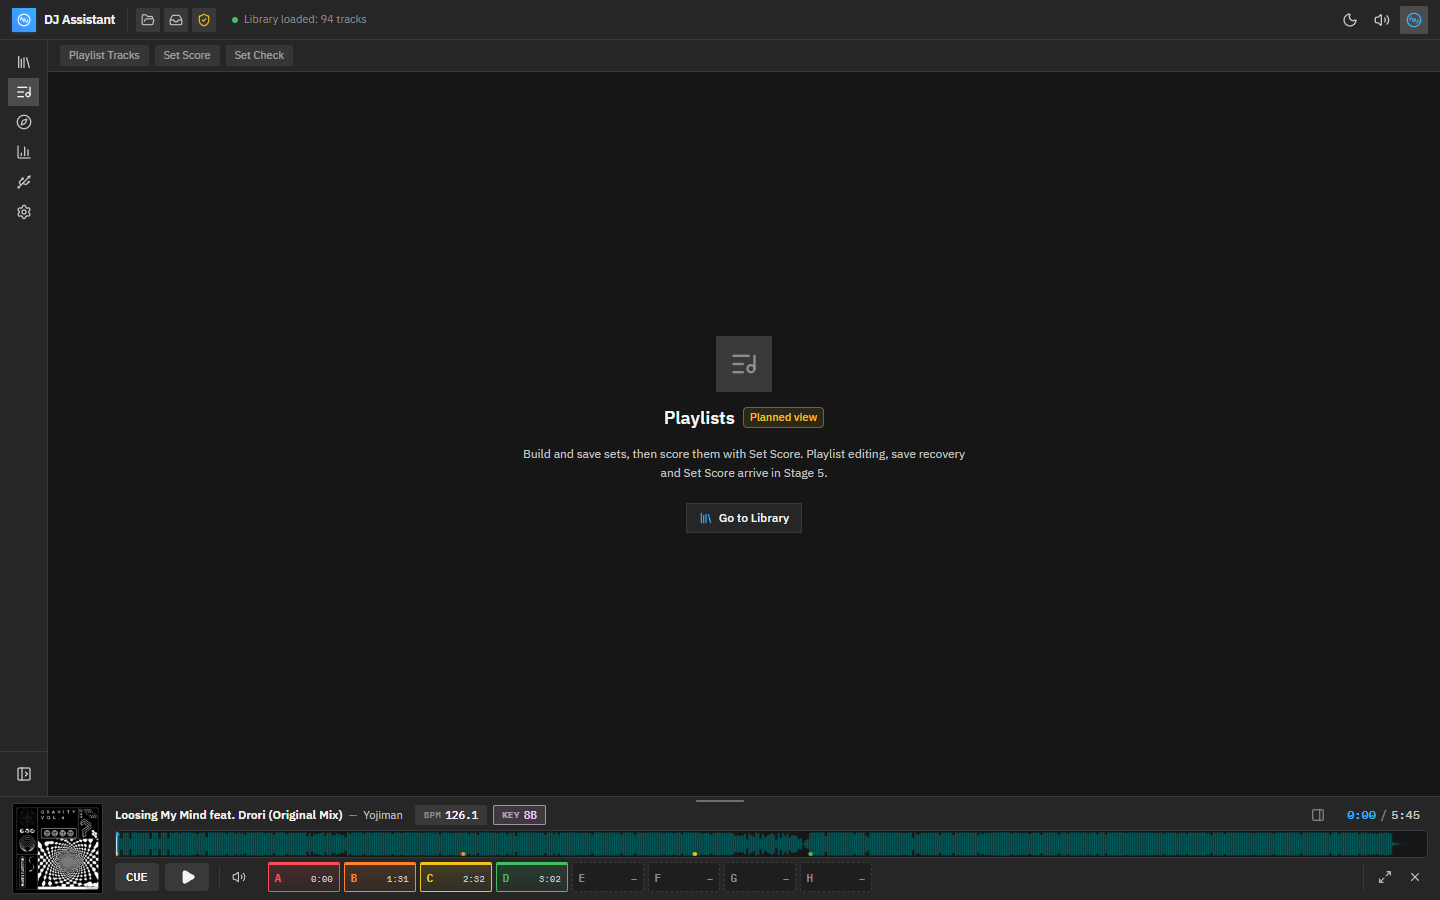 DJ Assistant
Library loaded: 94 tracks
Playlist Tracks
Set Score
Set Check
Playlists
Planned view
Build and save sets, then score them with Set Score. Playlist editing, save recovery
and Set Score arrive in Stage 5.
Go to Library
GRAVITY
VOL.4
Loosing My Mind feat. Drori (Original Mix) — Yojiman
BPM 126.1
KEY 8B
0:00 / 5:45
CUE
A 0:00
B 1:31
C 2:32
D 3:02
E –
F –
G –
H –